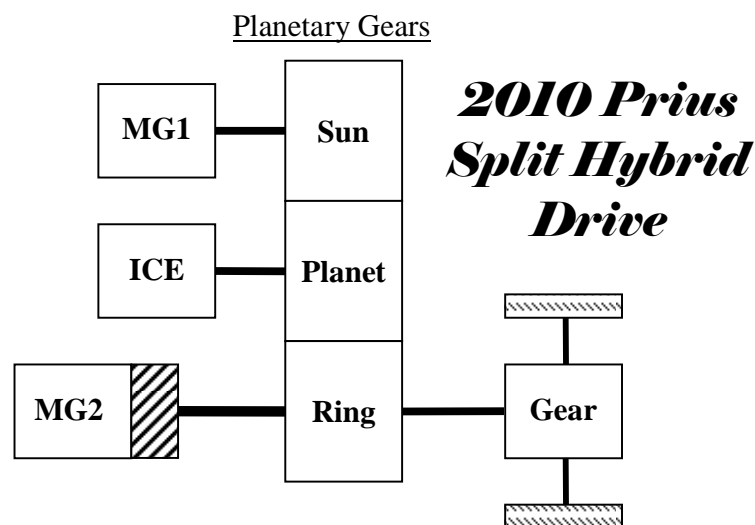 Planetary Gears
MG1
Sun
2010 Prius
Split Hybrid
Drive
ICE
Planet
MG2
Ring
Gear